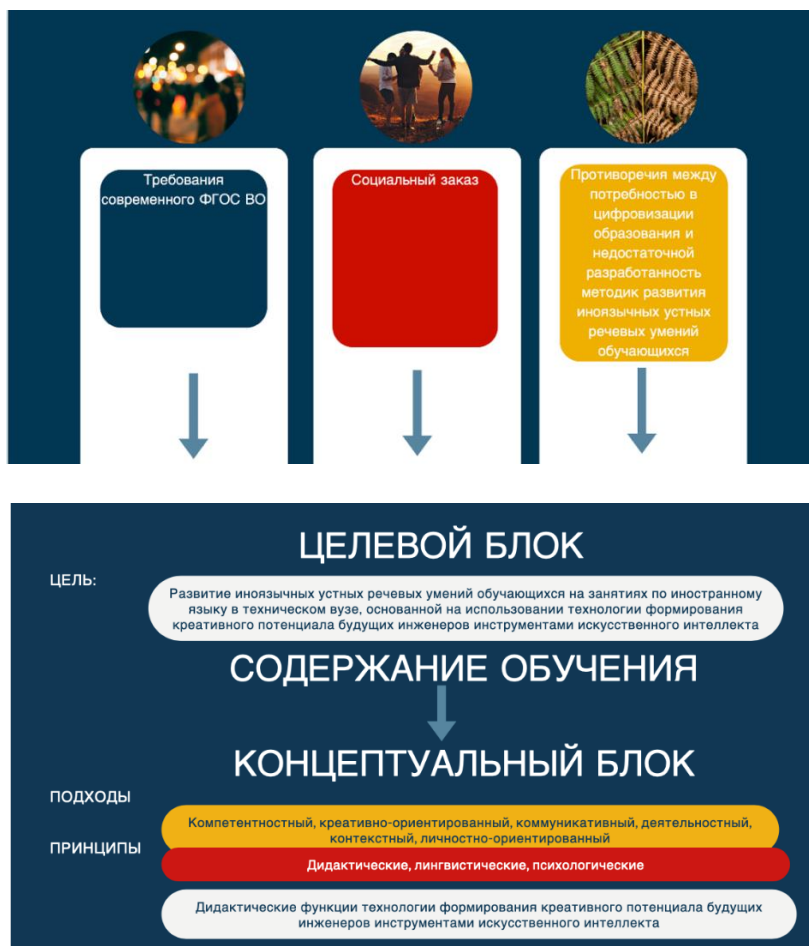 Требования
современного ФГОС ВО
Социальный заказ
Противоречия между
потребностью в
цифровизации
образования и
недостаточной
разработанность
методик развития
иноязычных устных
речевых умений
обучающихся
ЦЕЛЕВОЙ БЛОК
ЦЕЛЬ:
Развитие иноязычных устных речевых умений обучающихся на занятиях по иностранному
языку в техническом вузе, основанной на использовании технологии формирования
креативного потенциала будущих инженеров инструментами искусственного интеллекта
СОДЕРЖАНИЕ ОБУЧЕНИЯ
КОНЦЕПТУАЛЬНЫЙ БЛОК
ПОДХОДЫ
Компетентностный, креативно-ориентированный, коммуникативный, деятельностный,
контекстный, личностно-ориентированный
ПРИНЦИПЫ
Дидактические, лингвистические, психологические
Дидактические функции технологии формирования креативного потенциала будущих
инженеров инструментами искусственного интеллекта